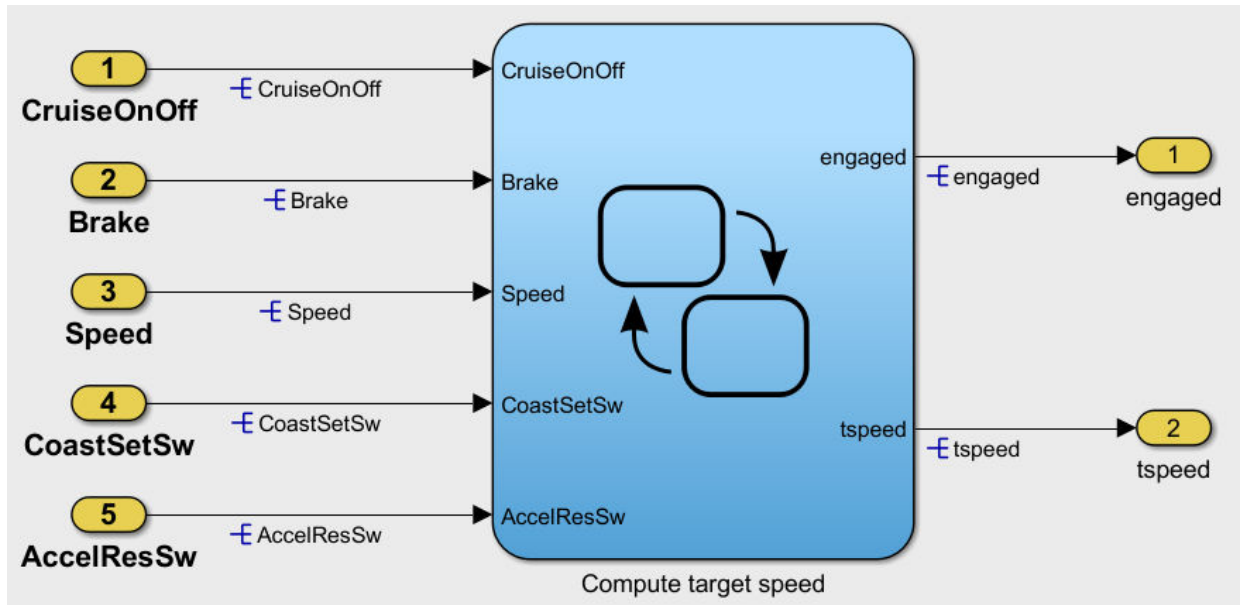 1
CruiseOnOff
CruiseOnOff
CruiseOnOff
2
Brake
Brake
Brake
3
Speed
Speed
Speed
4
CoastSetSw
CoastSetSw
CoastSetSw
5
AccelResSw
AccelResSw
AccelResSw
engaged
engaged
1
engaged
tspeed
tspeed
2
tspeed
Compute target speed